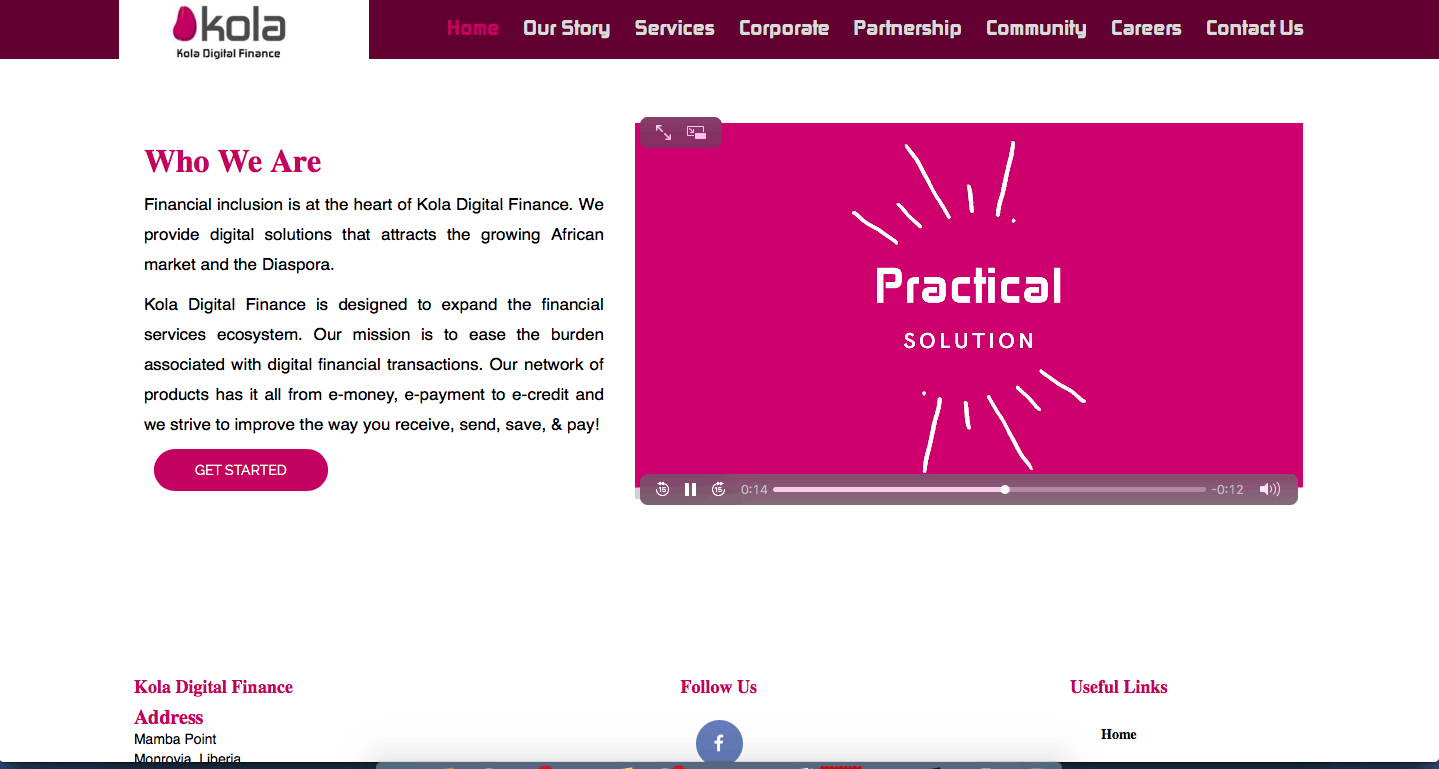 kola
Kola Digital Finance
Home Our Story Services Corporate Partnership Community Careers Contact Us
Who We Are
Financial inclusion is at the heart of Kola Digital Finance. We
provide digital solutions that attracts the growing African
market and the Diaspora.
Kola Digital Finance is designed to expand the financial
services ecosystem. Our mission is to ease the burden
associated with digital financial transactions. Our network of
products has it all from e-money, e-payment to e-credit and
we strive to improve the way you receive, send, save, & pay!
GET STARTED
Practical
SOLUTION
15 15 0:14 -0:12
Kola Digital Finance
Address
Mamba Point
Monrovia, Liberia
Follow Us
f
Useful Links
Home